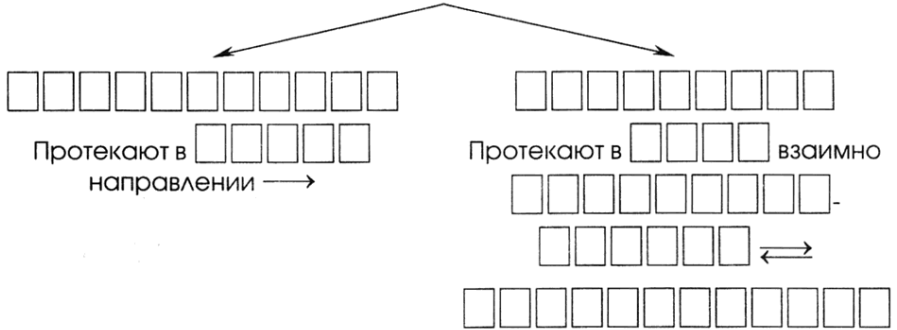 Протекают в
направлении
Протекают в взаимно
-